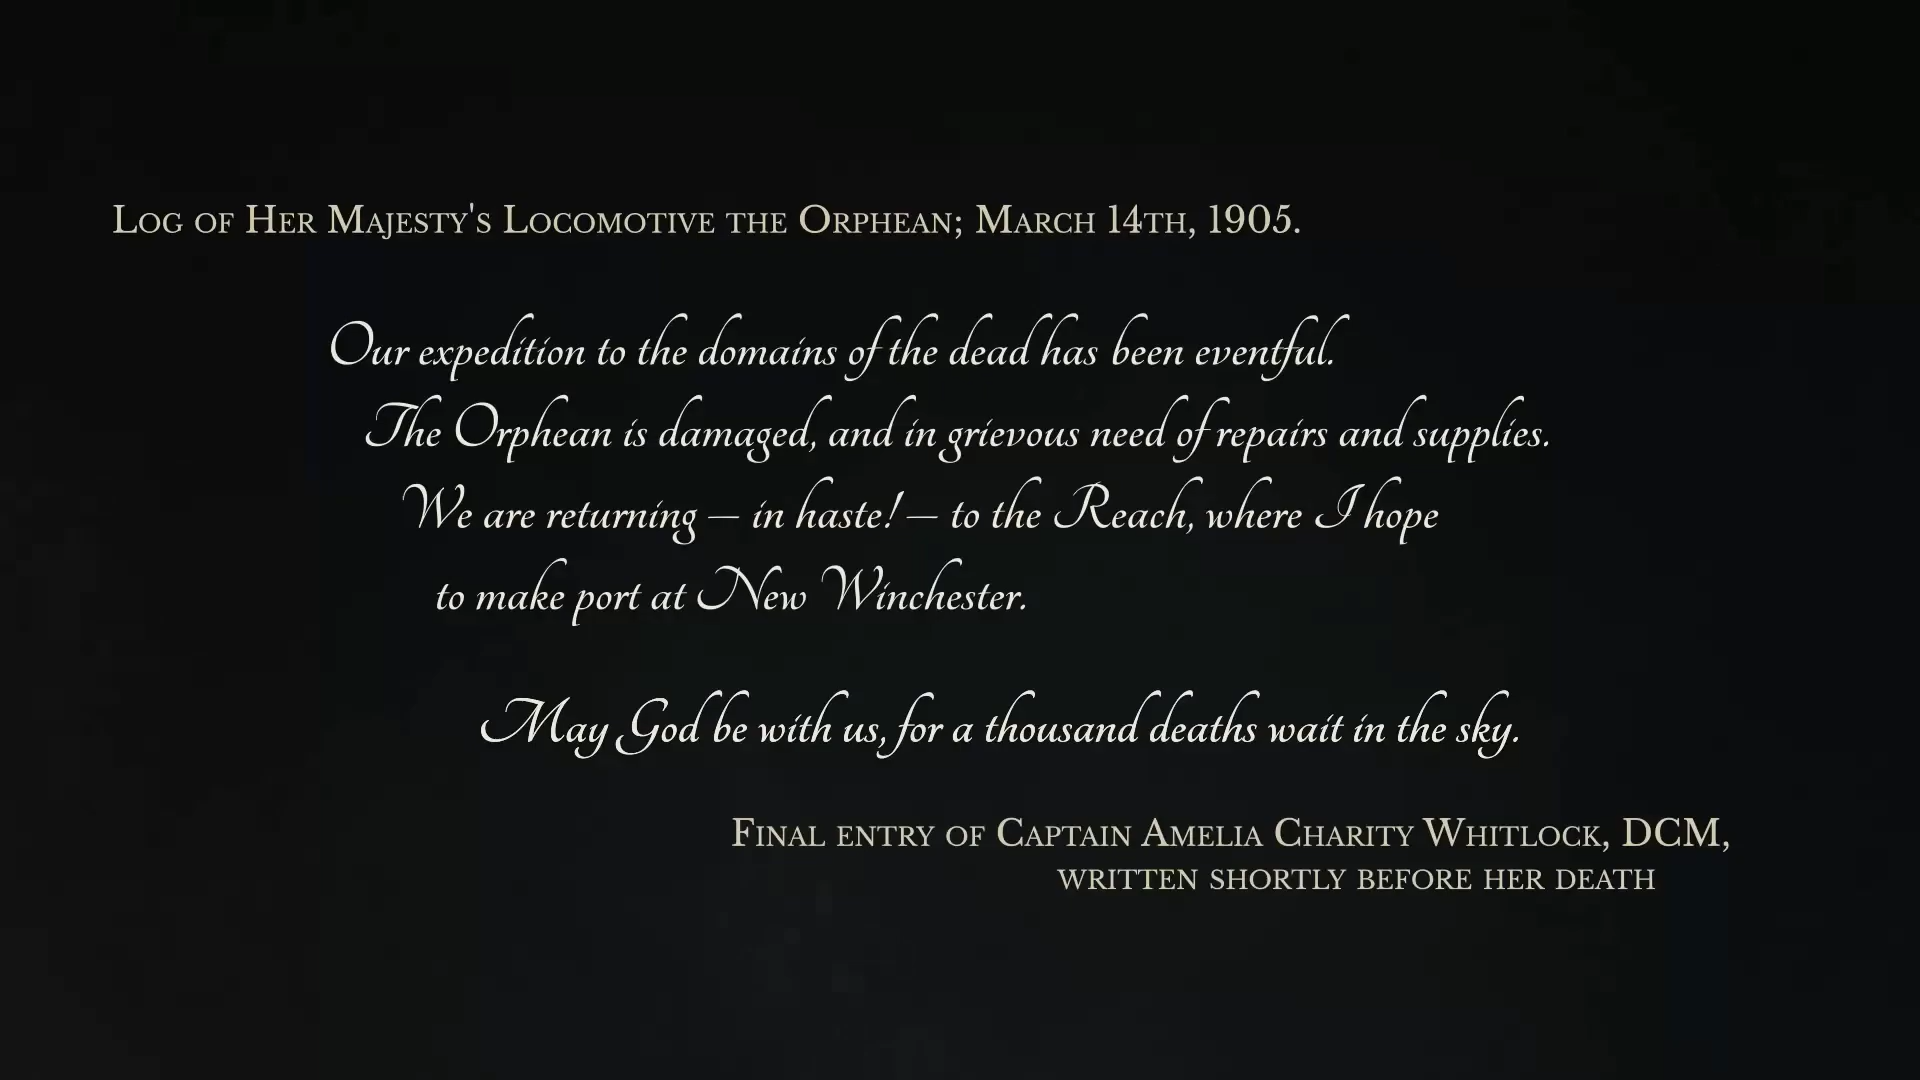 Log of Her Majesty's Locomotive the Orphean; March 14th, 1905.
Our expedition to the domains of the dead has been eventful.
The Orphean is damaged, and in grievous need of repairs and supplies.
We are returning — in haste! — to the Reach, where I hope
to make port at New Winchester.
May God be with us, for a thousand deaths wait in the sky.
Final entry of Captain Amelia Charity Whitlock, DCM,
written shortly before her death